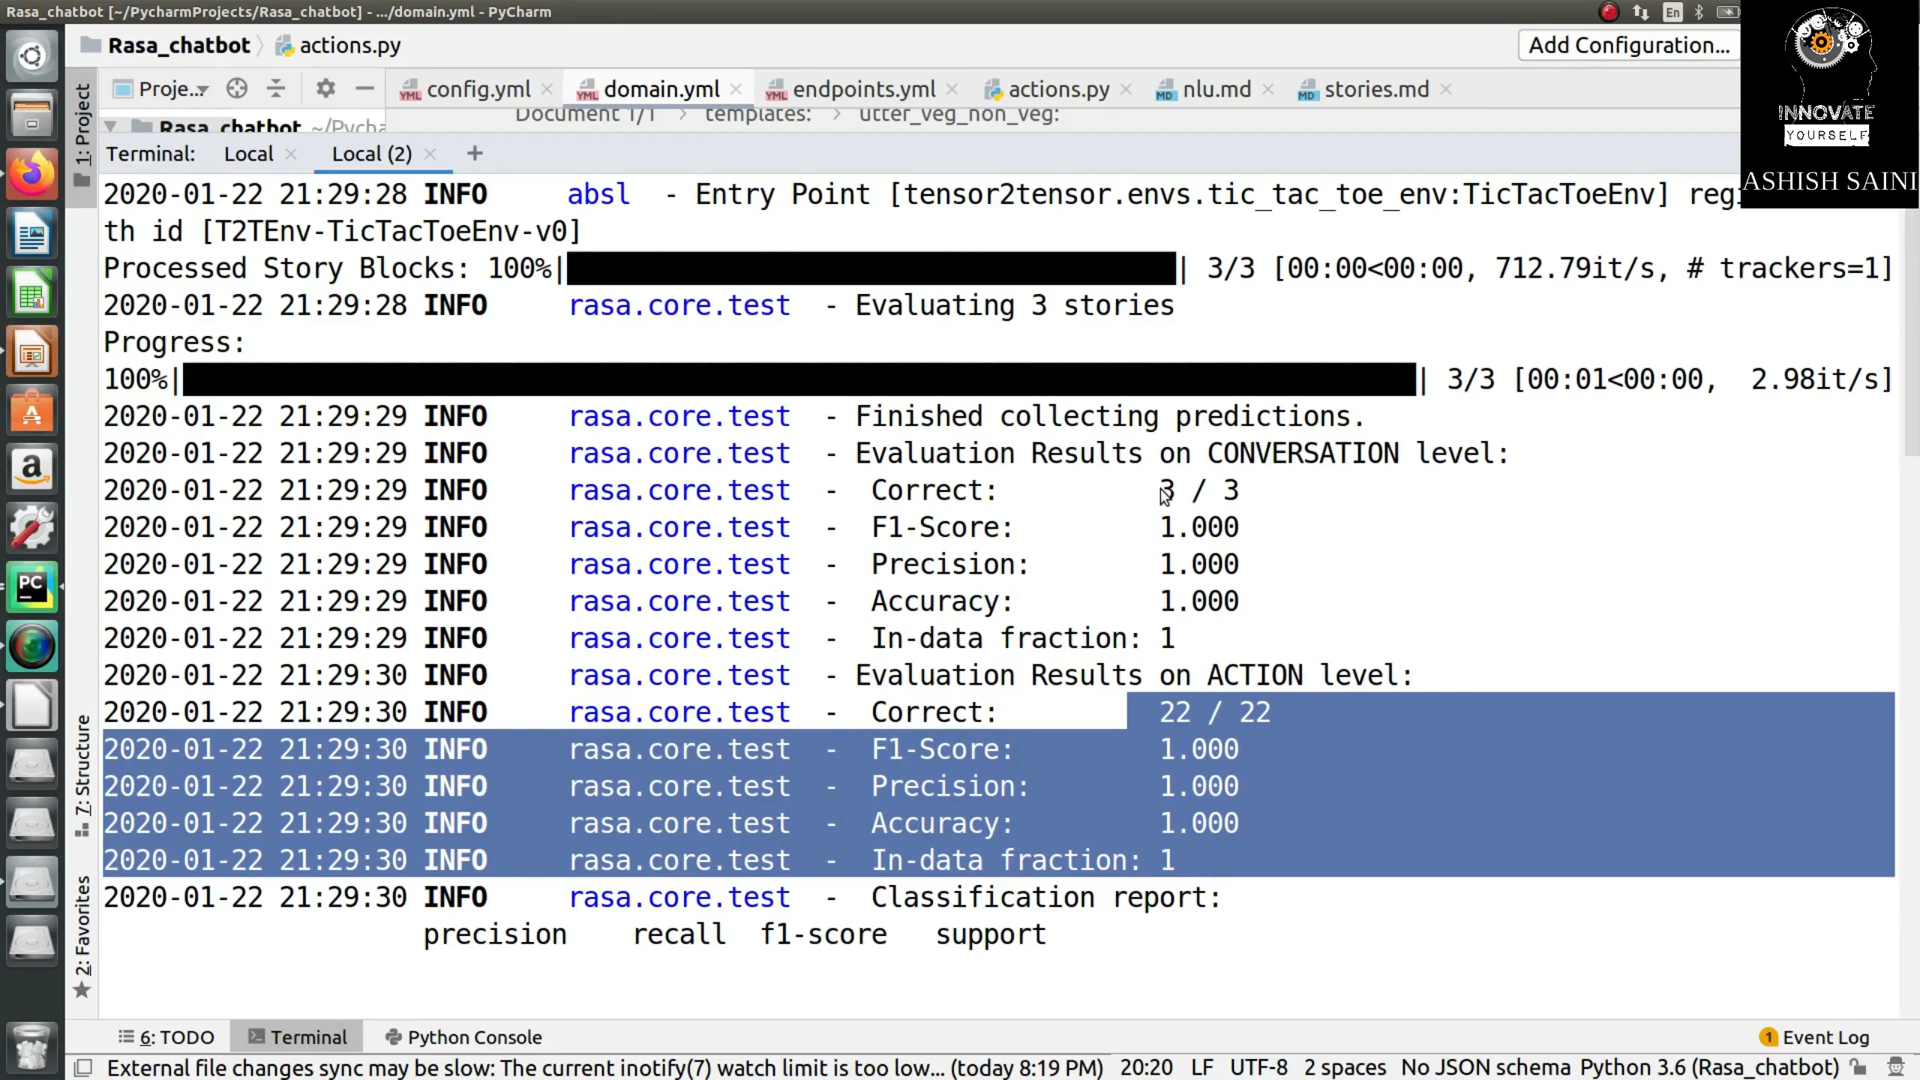 Rasa_chatbot [~/PycharmProjects/Rasa_chatbot] - .../domain.yml - PyCharm
En
Rasa_chatbot
actions.py
Add Configuration...
INNOVATE
YOURSELF
ASHISH SAINI
1: Project
Proje...
config.yml
domain.yml
endpoints.yml
actions.py
nlu.md
stories.md
Rasa_chatbot ~/Pycha
Document 1/1 > templates: > utter_veg_non_veg:
Terminal: Local Local (2) +
2020-01-22 21:29:28 INFO absl - Entry Point [tensor2tensor.envs.tic_tac_toe_env:TicTacToeEnv] reg
th id [T2TEnv-TicTacToeEnv-v0]
Processed Story Blocks: 100%| | 3/3 [00:00<00:00, 712.79it/s, # trackers=1]
2020-01-22 21:29:28 INFO rasa.core.test - Evaluating 3 stories
Progress:
100%| | 3/3 [00:01<00:00, 2.98it/s]
2020-01-22 21:29:29 INFO rasa.core.test - Finished collecting predictions.
2020-01-22 21:29:29 INFO rasa.core.test - Evaluation Results on CONVERSATION level:
2020-01-22 21:29:29 INFO rasa.core.test - Correct: 3 / 3
2020-01-22 21:29:29 INFO rasa.core.test - F1-Score: 1.000
2020-01-22 21:29:29 INFO rasa.core.test - Precision: 1.000
2020-01-22 21:29:29 INFO rasa.core.test - Accuracy: 1.000
2020-01-22 21:29:29 INFO rasa.core.test - In-data fraction: 1
2020-01-22 21:29:30 INFO rasa.core.test - Evaluation Results on ACTION level:
2020-01-22 21:29:30 INFO rasa.core.test - Correct: 22 / 22
2020-01-22 21:29:30 INFO rasa.core.test - F1-Score: 1.000
2020-01-22 21:29:30 INFO rasa.core.test - Precision: 1.000
2020-01-22 21:29:30 INFO rasa.core.test - Accuracy: 1.000
2020-01-22 21:29:30 INFO rasa.core.test - In-data fraction: 1
2020-01-22 21:29:30 INFO rasa.core.test - Classification report:
precision recall f1-score support
7: Structure
2: Favorites
PC
6: TODO
Terminal
Python Console
1 Event Log
External file changes sync may be slow: The current inotify(7) watch limit is too low... (today 8:19 PM) 20:20 LF UTF-8 2 spaces No JSON schema Python 3.6 (Rasa_chatbot)